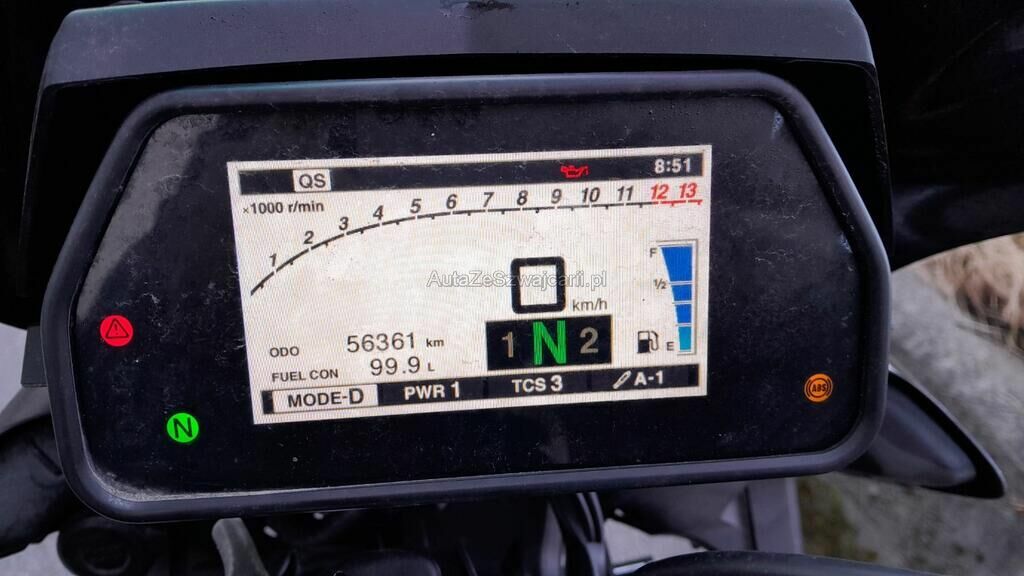 QS 8:51
×1000 r/min
1 2 3 4 5 6 7 8 9 10 11 12 13
AutaZeSzwajcarii.pl
F
½
E
0 km/h
1 N 2
ODO 56361 km
FUEL CON 99.9 L
MODE-D PWR 1 TCS 3 A-1
N
ABS